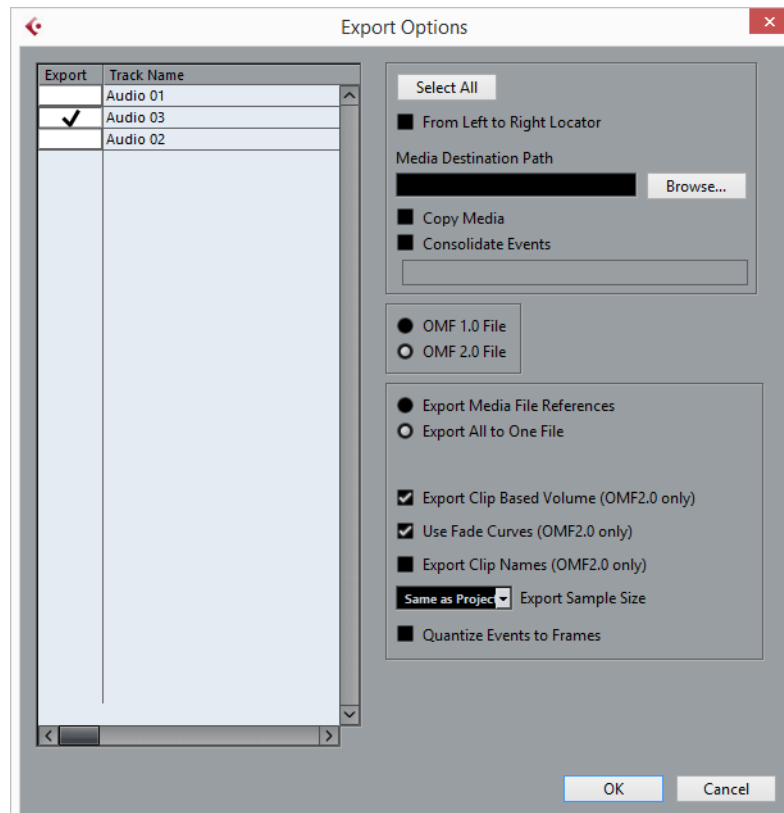 Export Options
Export Track Name
Audio 01
Audio 03
Audio 02
Select All
From Left to Right Locator
Media Destination Path
Browse...
Copy Media
Consolidate Events
OMF 1.0 File
OMF 2.0 File
Export Media File References
Export All to One File
Export Clip Based Volume (OMF2.0 only)
Use Fade Curves (OMF2.0 only)
Export Clip Names (OMF2.0 only)
Same as Projec Export Sample Size
Quantize Events to Frames
OK Cancel